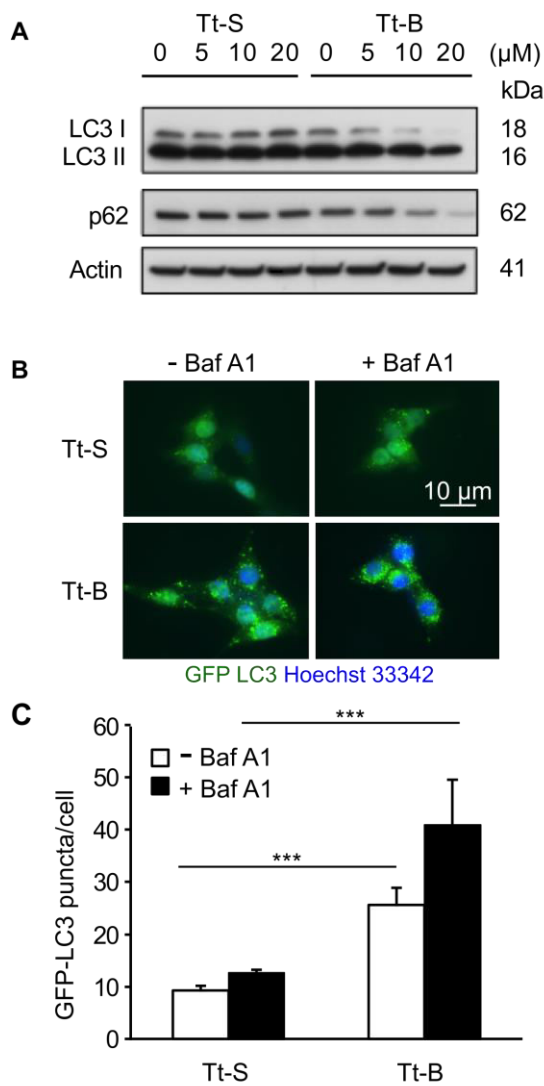 A
Tt-S Tt-B
0 5 10 20 0 5 10 20 (µM)
kDa
LC3 I 18
LC3 II 16
p62 62
Actin 41
B
- Baf A1 + Baf A1
Tt-S
10 µm
Tt-B
GFP LC3 Hoechst 33342
C
GFP-LC3 puncta/cell
60
50
40
30
20
10
0
- Baf A1
+ Baf A1
***
***
Tt-S Tt-B